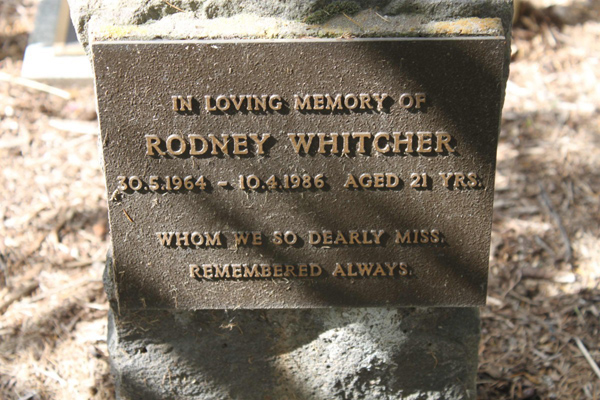 IN LOVING MEMORY OF
RODNEY WHITCHER
30.5.1964 - 10.4.1986 AGED 21 YRS.
WHOM WE SO DEARLY MISS.
REMEMBERED ALWAYS.